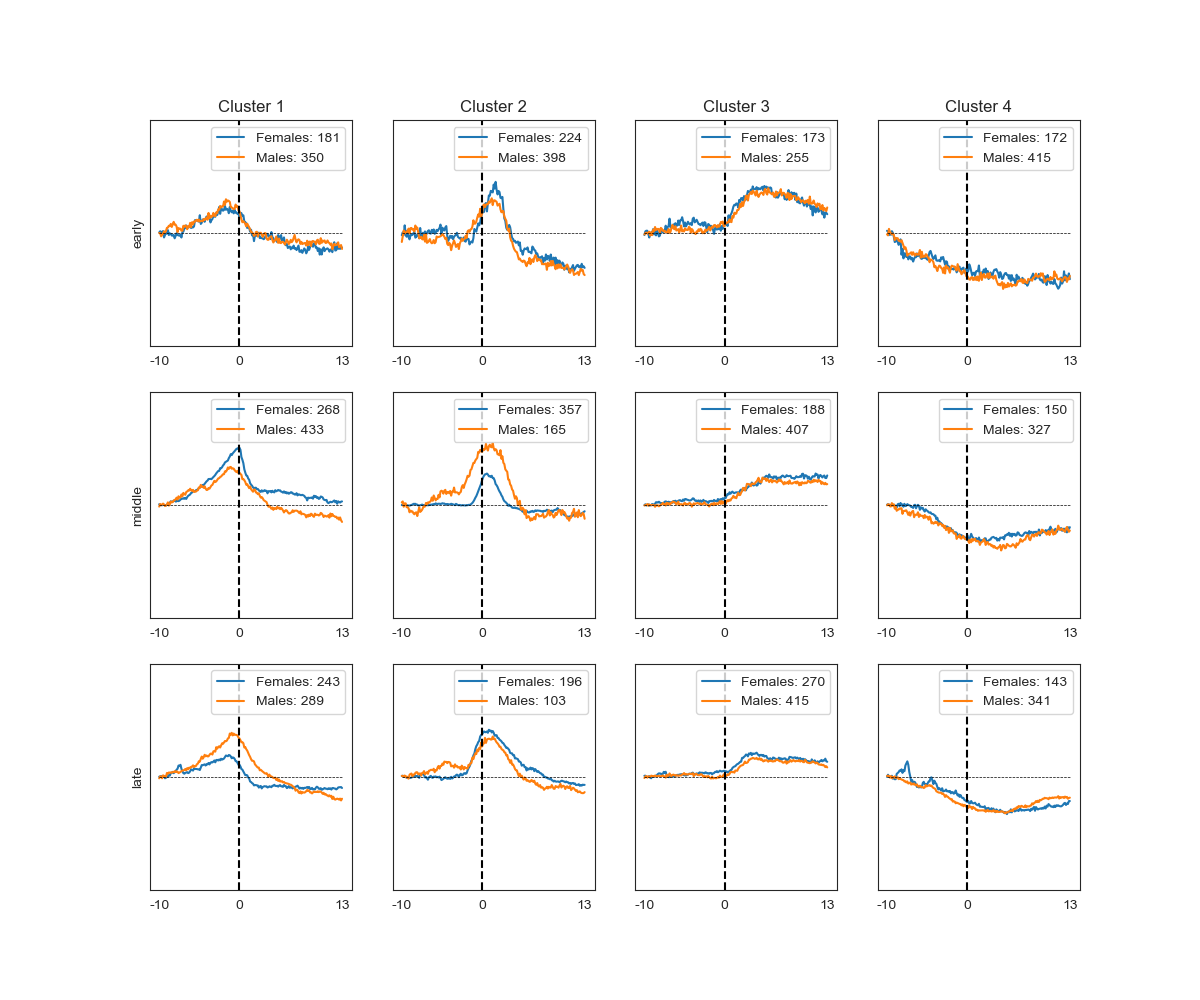 Cluster 1 Cluster 2 Cluster 3 Cluster 4
Females: 181 Females: 224 Females: 173 Females: 172
Males: 350 Males: 398 Males: 255 Males: 415
early
-10 0 13 -10 0 13 -10 0 13 -10 0 13
Females: 268 Females: 357 Females: 188 Females: 150
Males: 433 Males: 165 Males: 407 Males: 327
middle
-10 0 13 -10 0 13 -10 0 13 -10 0 13
Females: 243 Females: 196 Females: 270 Females: 143
Males: 289 Males: 103 Males: 415 Males: 341
late
-10 0 13 -10 0 13 -10 0 13 -10 0 13